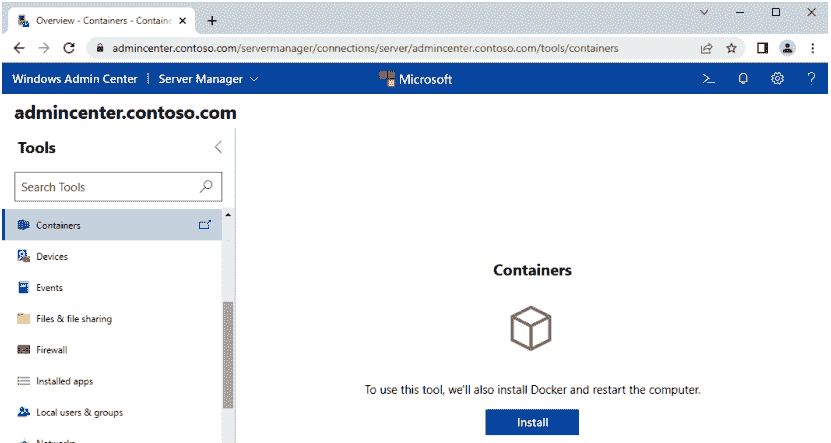 Overview - Containers - Containe
admincenter.contoso.com/servermanager/connections/server/admincenter.contoso.com/tools/containers
Windows Admin Center | Server Manager
Microsoft
admincenter.contoso.com
Tools
Search Tools
Containers
Devices
Events
Files & file sharing
Firewall
Installed apps
Local users & groups
Containers
To use this tool, we'll also install Docker and restart the computer.
Install